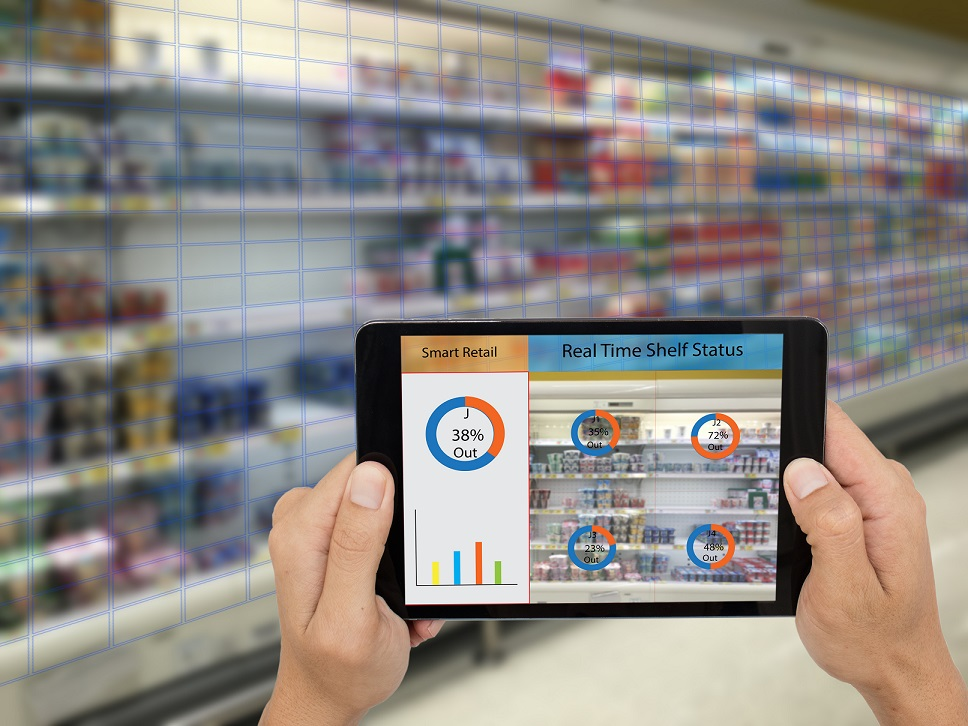 Smart Retail
Real Time Shelf Status
J
38%
Out
J1
35%
Out
J2
72%
Out
J3
23%
Out
J4
48%
Out